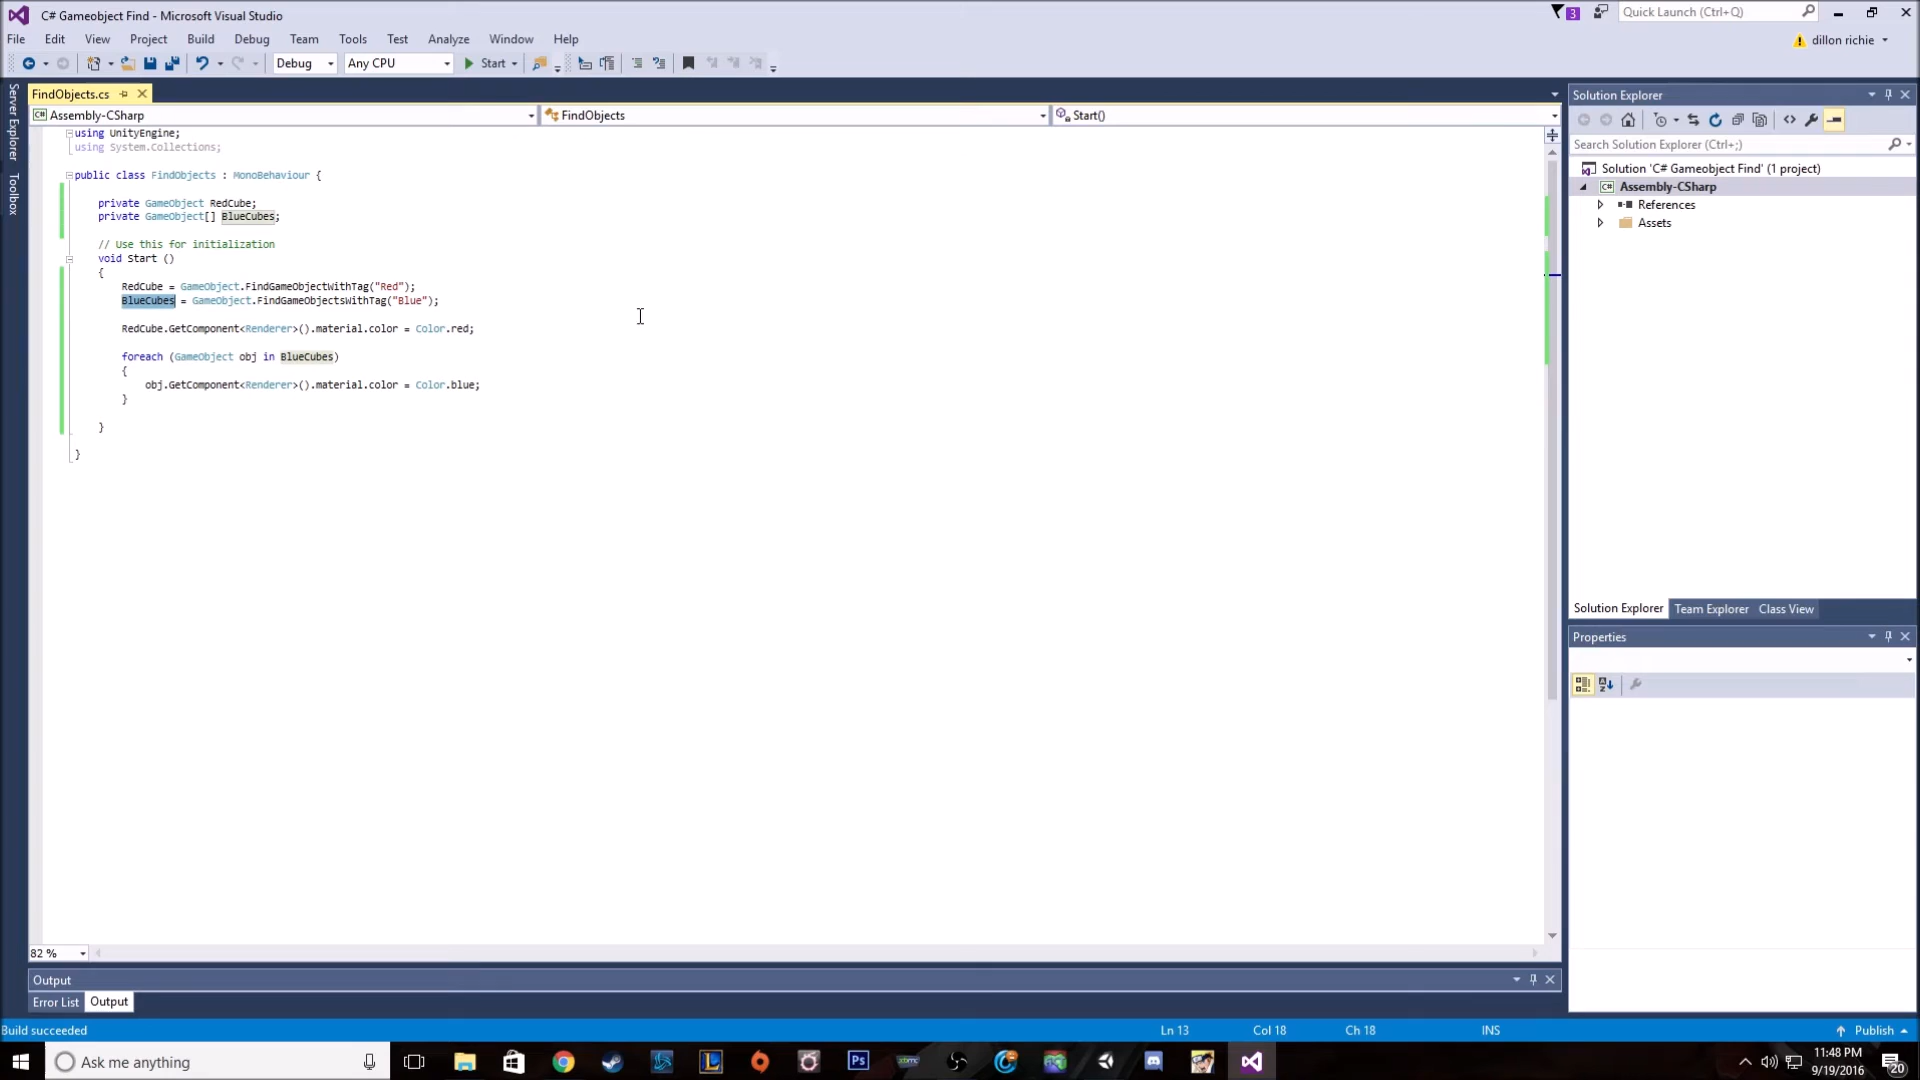 C# Gameobject Find - Microsoft Visual Studio
3
Quick Launch (Ctrl+Q)
File Edit View Project Build Debug Team Tools Test Analyze Window Help
dillon richie
Debug Any CPU Start
Server Explorer
Toolbox
FindObjects.cs
Assembly-CSharp FindObjects Start()
using UnityEngine;
using System.Collections;
public class FindObjects : MonoBehaviour {
private GameObject RedCube;
private GameObject[] BlueCubes;
// Use this for initialization
void Start ()
{
RedCube = GameObject.FindGameObjectWithTag("Red");
BlueCubes = GameObject.FindGameObjectsWithTag("Blue");
RedCube.GetComponent<Renderer>().material.color = Color.red;
foreach (GameObject obj in BlueCubes)
{
obj.GetComponent<Renderer>().material.color = Color.blue;
}
}
}
82 %
Output
Error List Output
Solution Explorer
Search Solution Explorer (Ctrl+;)
Solution 'C# Gameobject Find' (1 project)
C# Assembly-CSharp
References
Assets
Solution Explorer Team Explorer Class View
Properties
Build succeeded Ln 13 Col 18 Ch 18 INS Publish
Ask me anything
Ps
11:48 PM
9/19/2016
20